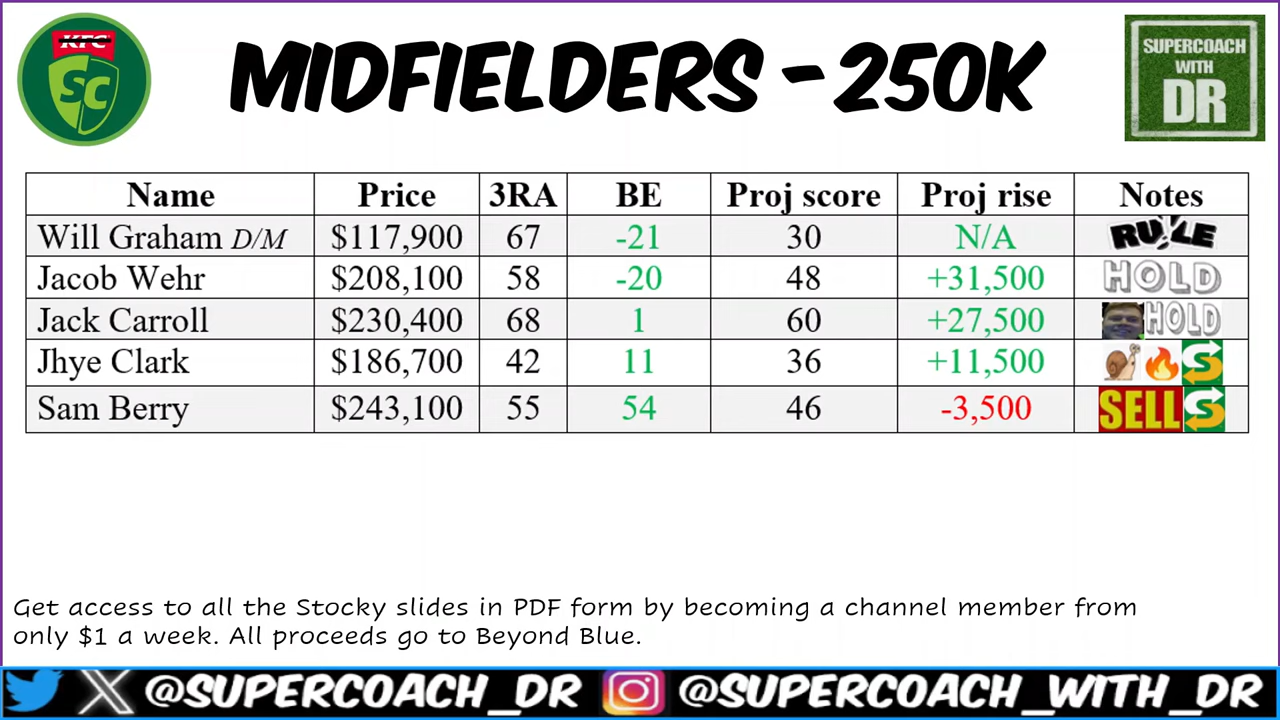 KFC
SC
MIDFIELDERS - 250K
SUPERCOACH
WITH
DR
Name Price 3RA BE Proj score Proj rise Notes
Will Graham D/M $117,900 67 -21 30 N/A RULE
Jacob Wehr $208,100 58 -20 48 +31,500 HOLD
Jack Carroll $230,400 68 1 60 +27,500 HOLD
Jhye Clark $186,700 42 11 36 +11,500 S
Sam Berry $243,100 55 54 46 -3,500 SELL S
Get access to all the Stocky slides in PDF form by becoming a channel member from
only $1 a week. All proceeds go to Beyond Blue.
@SUPERCOACH_DR @SUPERCOACH_WITH_DR